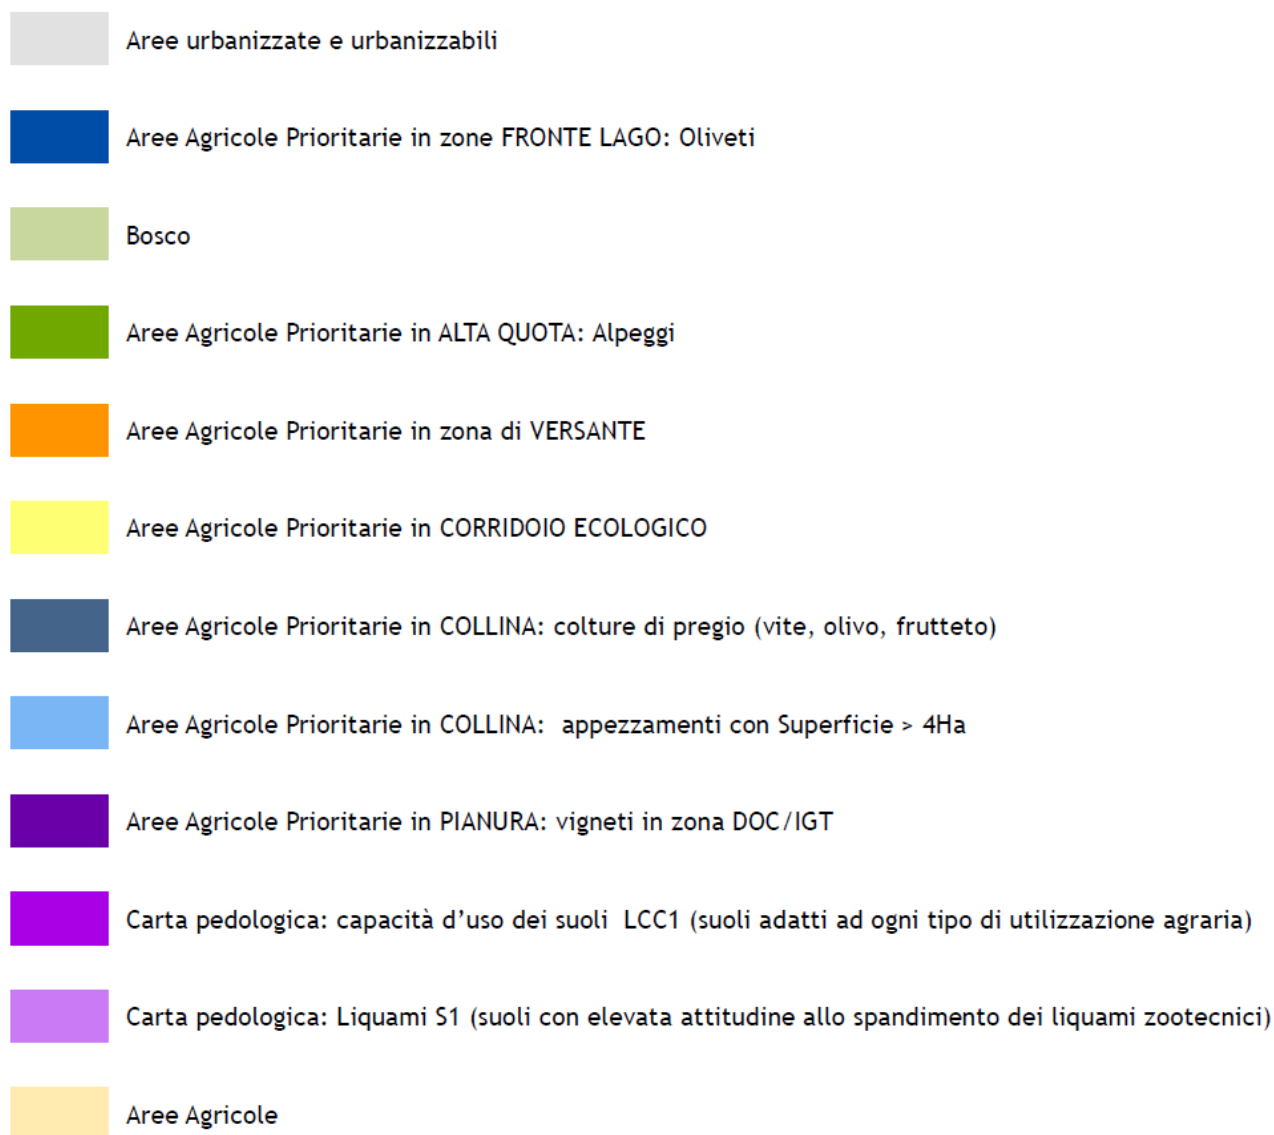 Aree urbanizzate e urbanizzabili
Aree Agricole Prioritarie in zone FRONTE LAGO: Oliveti
Bosco
Aree Agricole Prioritarie in ALTA QUOTA: Alpeggi
Aree Agricole Prioritarie in zona di VERSANTE
Aree Agricole Prioritarie in CORRIDOIO ECOLOGICO
Aree Agricole Prioritarie in COLLINA: colture di pregio (vite, olivo, frutteto)
Aree Agricole Prioritarie in COLLINA:  appezzamenti con Superficie > 4Ha
Aree Agricole Prioritarie in PIANURA: vigneti in zona DOC/IGT
Carta pedologica: capacità d’uso dei suoli  LCC1 (suoli adatti ad ogni tipo di utilizzazione agraria)
Carta pedologica: Liquami S1 (suoli con elevata attitudine allo spandimento dei liquami zootecnici)
Aree Agricole